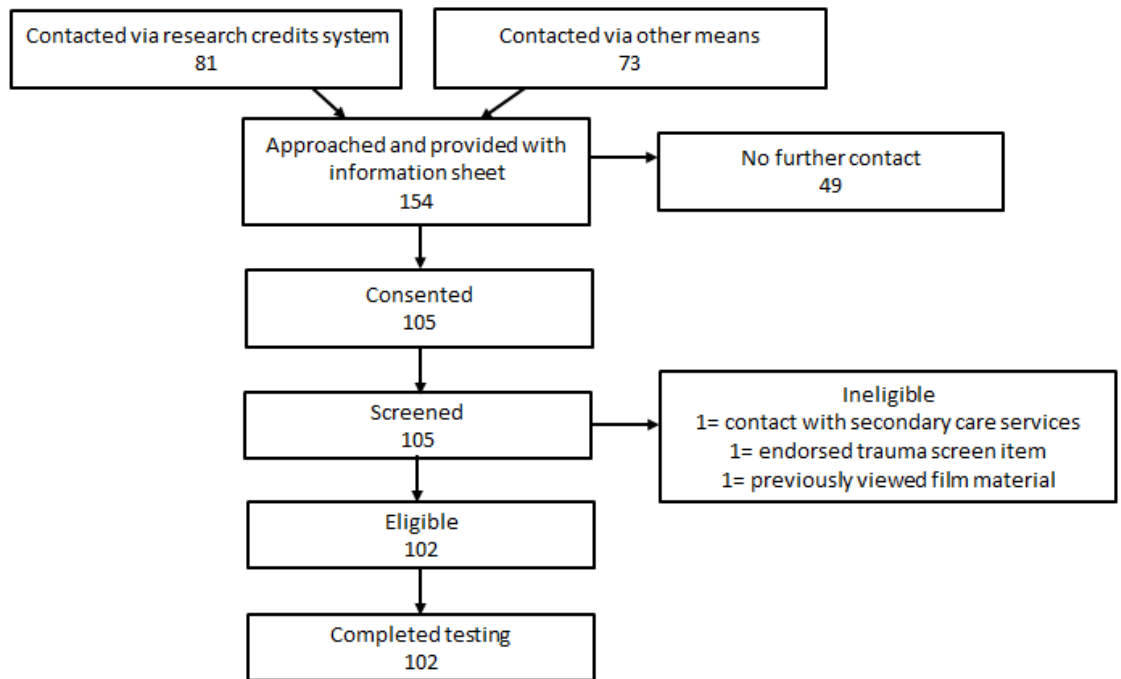 Contacted via research credits system
81
Contacted via other means
73
Approached and provided with
information sheet
154
No further contact
49
Consented
105
Screened
105
Ineligible
1= contact with secondary care services
1= endorsed trauma screen item
1= previously viewed film material
Eligible
102
Completed testing
102